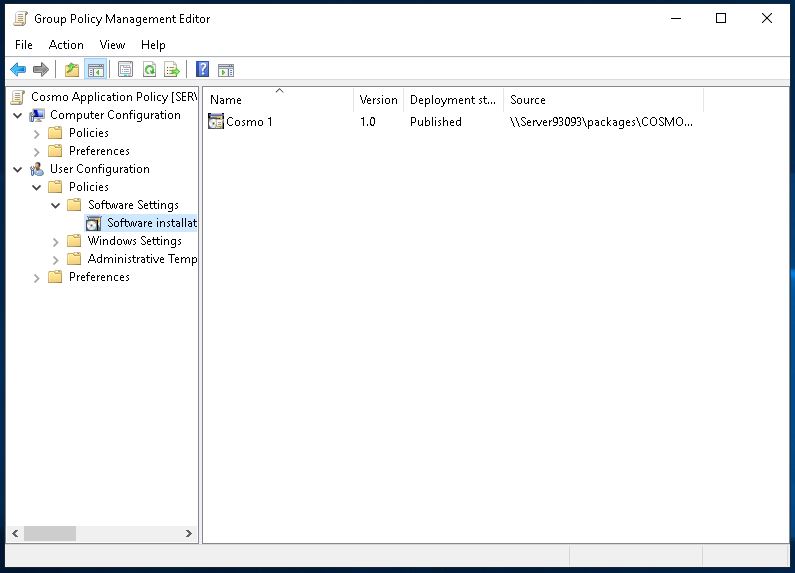 Group Policy Management Editor
File Action View Help
Cosmo Application Policy [SER
Computer Configuration
Policies
Preferences
User Configuration
Policies
Software Settings
Software installat
Windows Settings
Administrative Temp
Preferences
Name Version Deployment st... Source
Cosmo 1 1.0 Published \\Server93093\packages\COSMO...